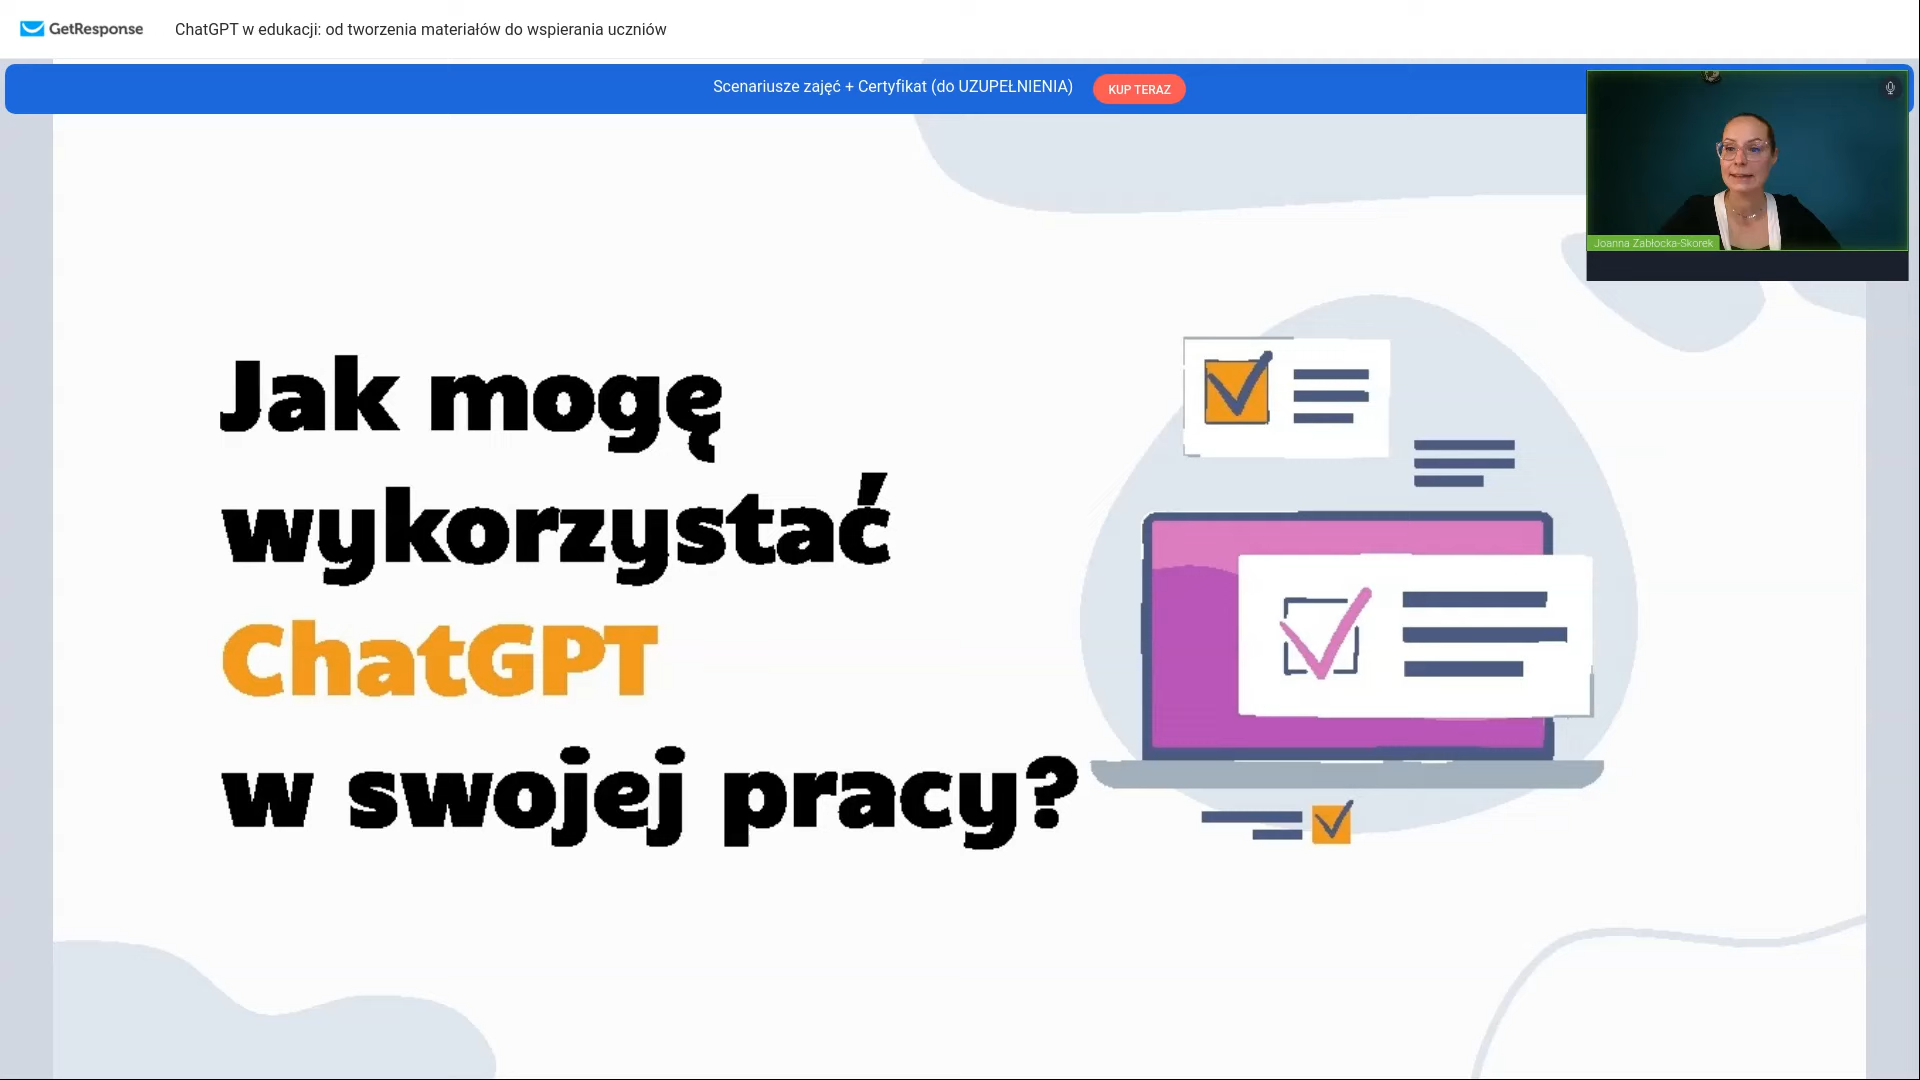 GetResponse
ChatGPT w edukacji: od tworzenia materiałów do wspierania uczniów
Scenariusze zajęć + Certyfikat (do UZUPEŁNIENIA)
KUP TERAZ
Joanna Zabłocka-Skorek
Jak mogę
wykorzystać
ChatGPT
w swojej pracy?